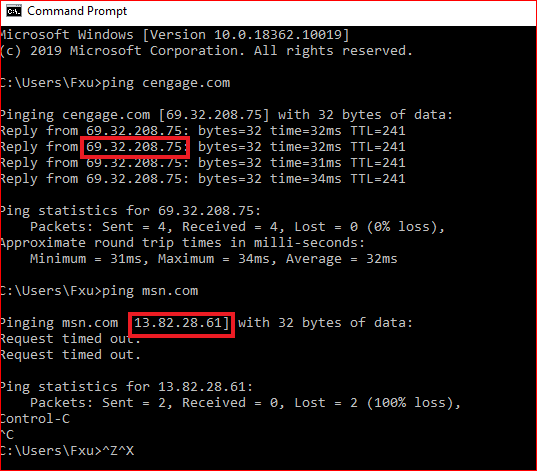 Command Prompt
Microsoft Windows [Version 10.0.18362.10019]
(c) 2019 Microsoft Corporation. All rights reserved.
C:\Users\Fxu>ping cengage.com
Pinging cengage.com [69.32.208.75] with 32 bytes of data:
Reply from 69.32.208.75: bytes=32 time=32ms TTL=241
Reply from 69.32.208.75: bytes=32 time=32ms TTL=241
Reply from 69.32.208.75: bytes=32 time=31ms TTL=241
Reply from 69.32.208.75: bytes=32 time=34ms TTL=241
Ping statistics for 69.32.208.75:
Packets: Sent = 4, Received = 4, Lost = 0 (0% loss),
Approximate round trip times in milli-seconds:
Minimum = 31ms, Maximum = 34ms, Average = 32ms
C:\Users\Fxu>ping msn.com
Pinging msn.com [13.82.28.61] with 32 bytes of data:
Request timed out.
Request timed out.
Ping statistics for 13.82.28.61:
Packets: Sent = 2, Received = 0, Lost = 2 (100% loss),
Control-C
^C
C:\Users\Fxu>^Z^X